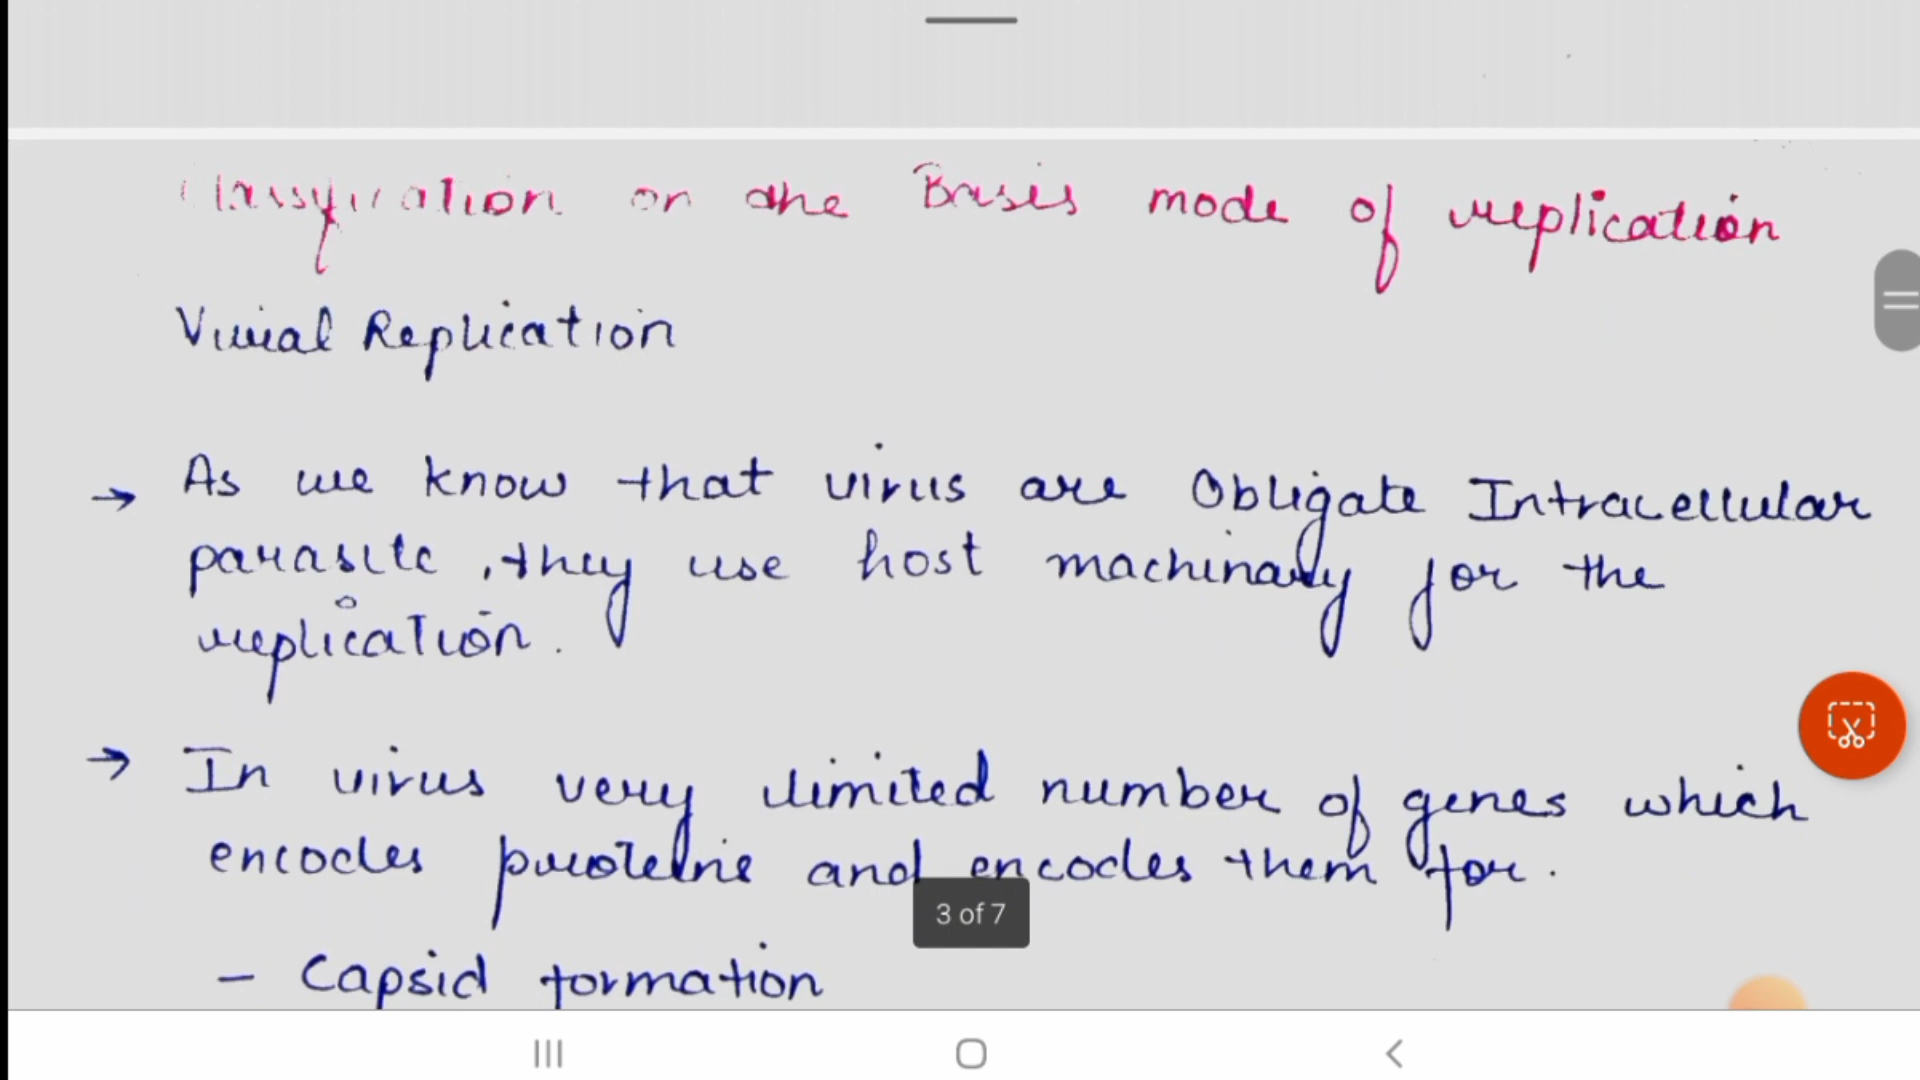 Classification on the Basis mode of replication
Viral Replication
→ As we know that virus are Obligate Intracellular
parasite, they use host machinary for the
replication.
→ In virus very limited number of genes which
encodes proteins and encodes them for.
3 of 7
- Capsid formation